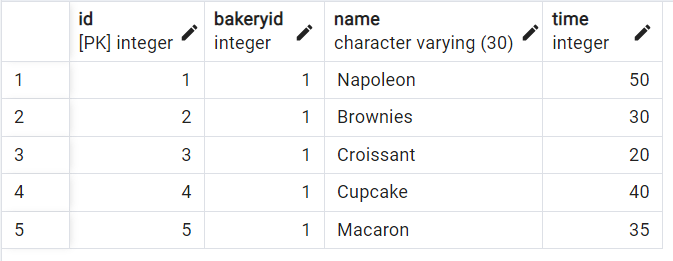 id bakeryid name time
[PK] integer integer character varying (30) integer
1 1 1 Napoleon 50
2 2 1 Brownies 30
3 3 1 Croissant 20
4 4 1 Cupcake 40
5 5 1 Macaron 35